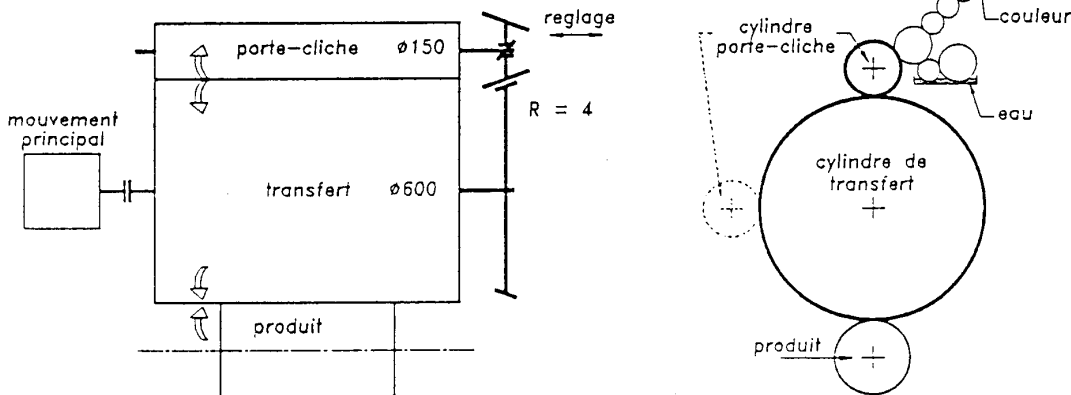 porte-cliche ø150
reglage
R = 4
mouvement
principal
transfert ø600
produit
couleur
cylindre
porte-cliche
eau
cylindre de
transfert
produit